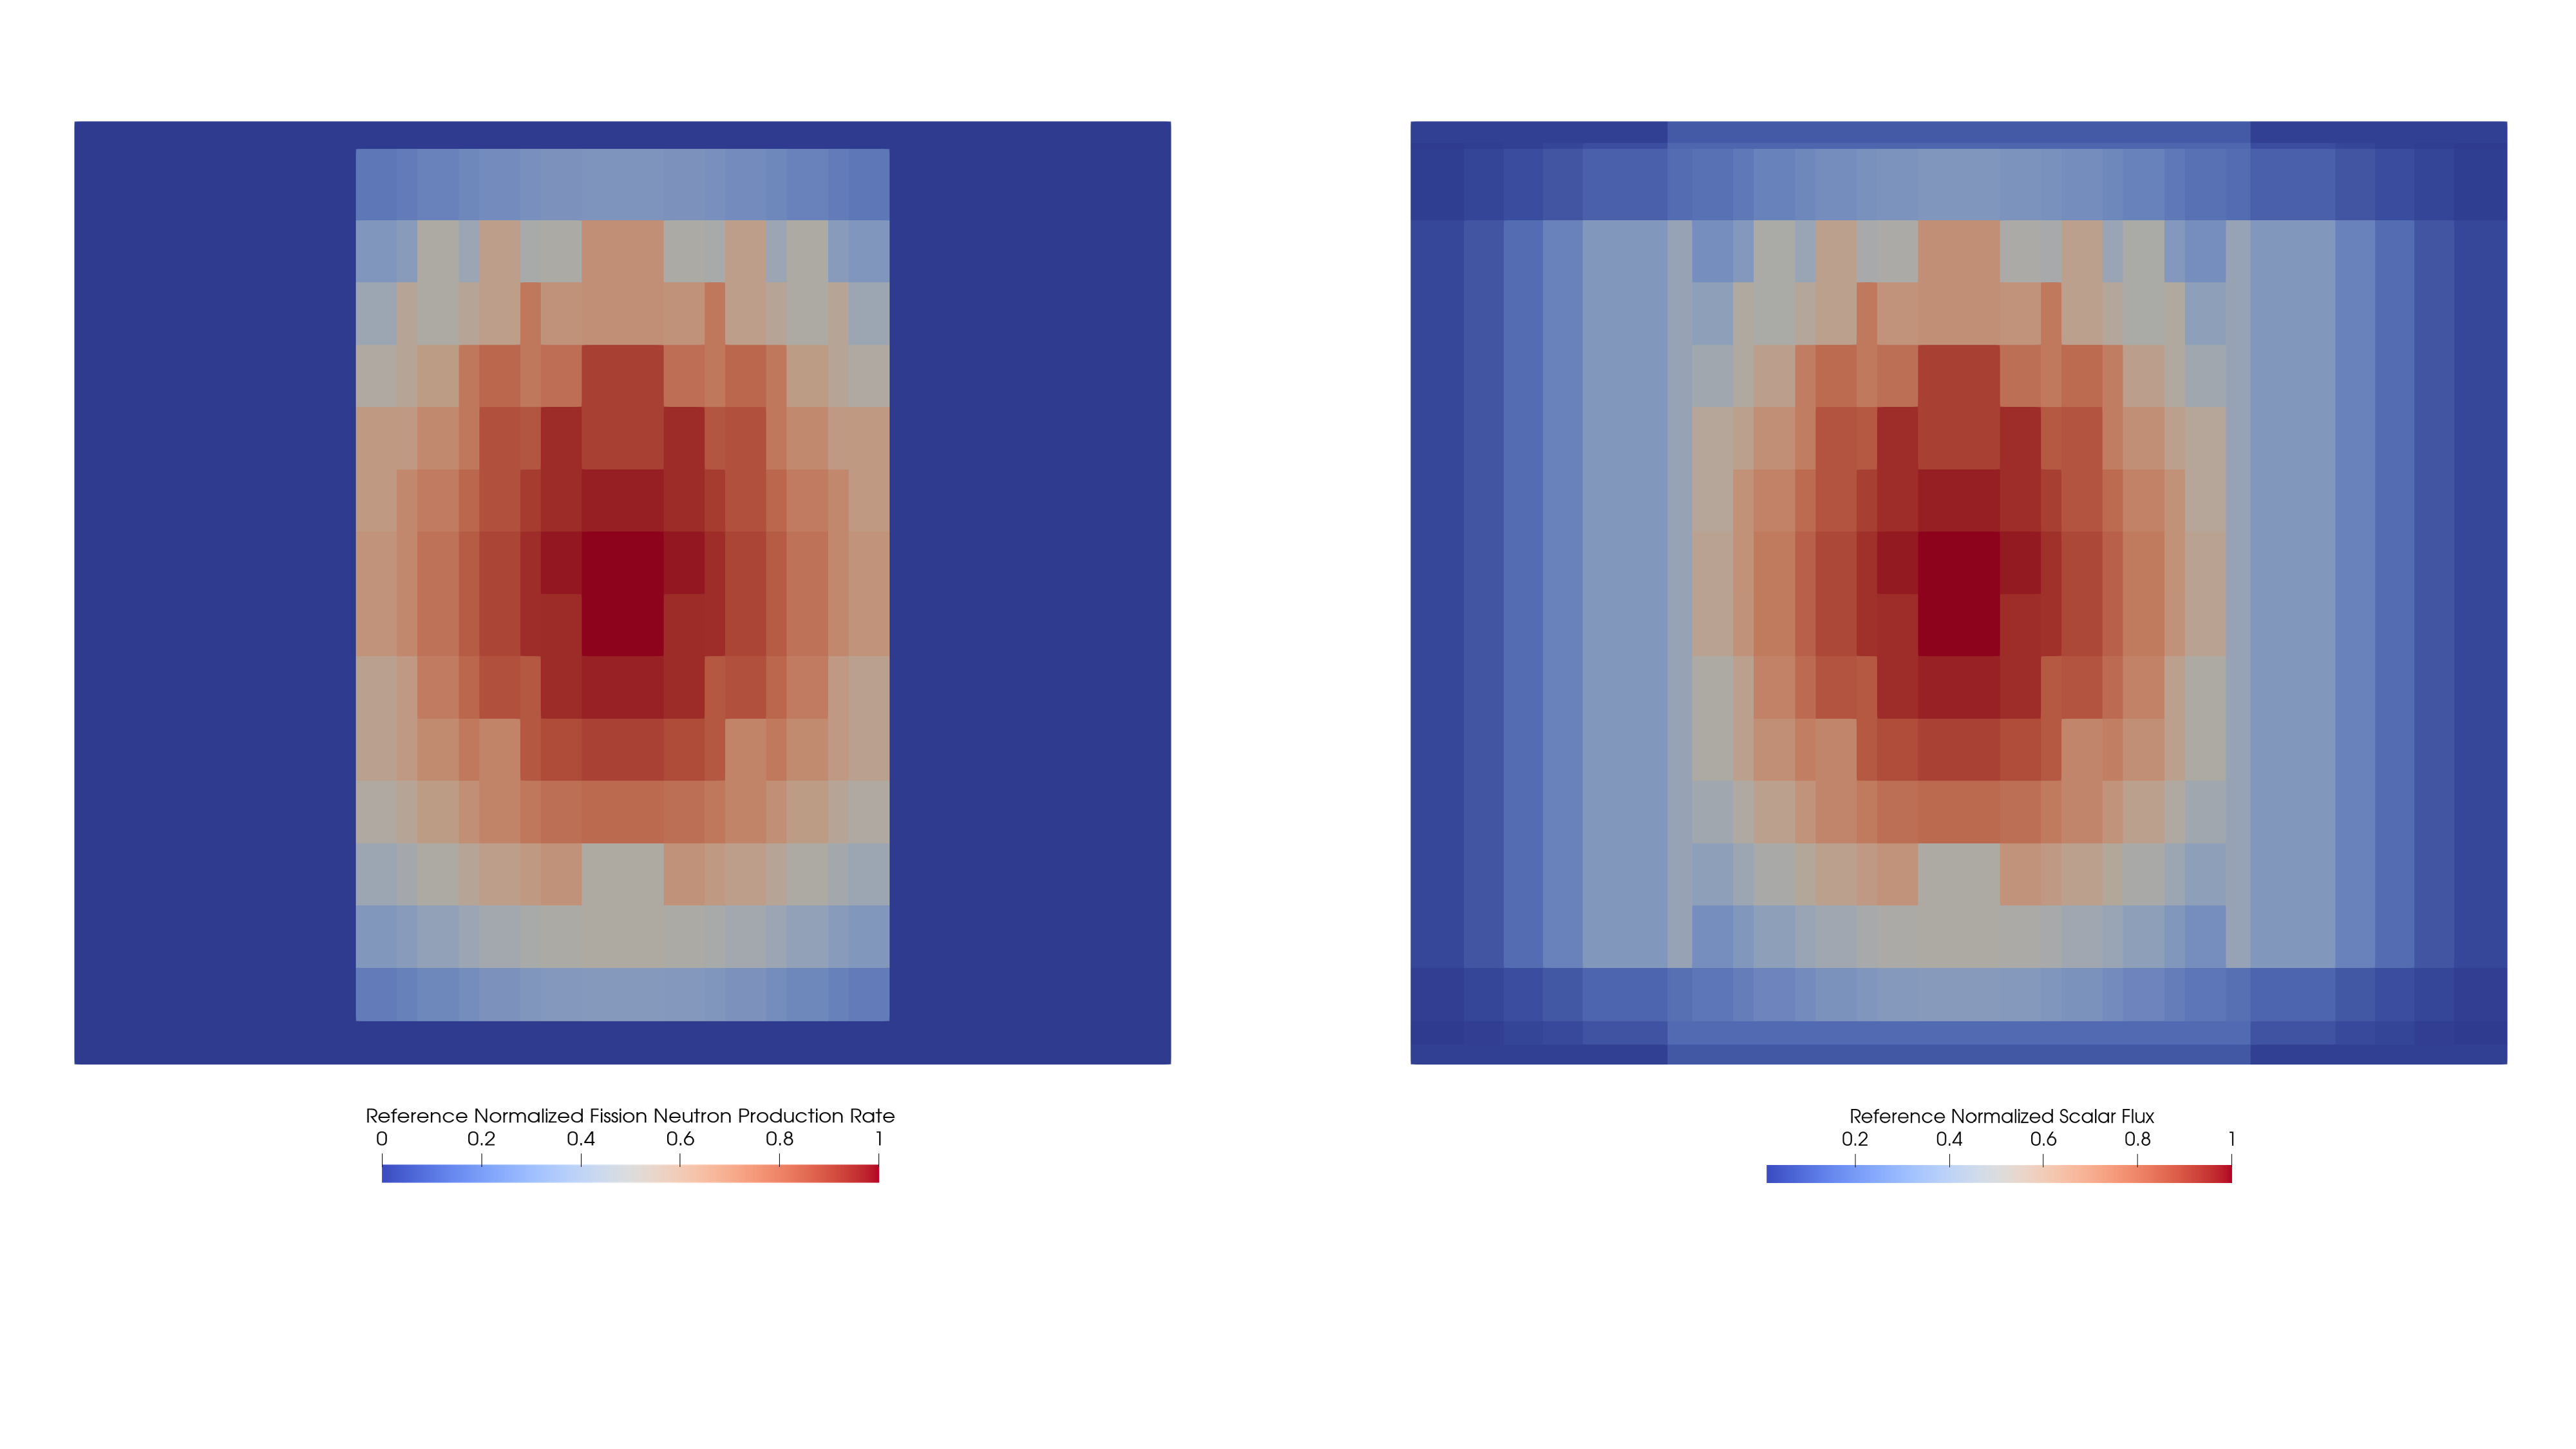 Reference Normalized Fission Neutron Production Rate
0 0.2 0.4 0.6 0.8 1
Reference Normalized Scalar Flux
0.2 0.4 0.6 0.8 1